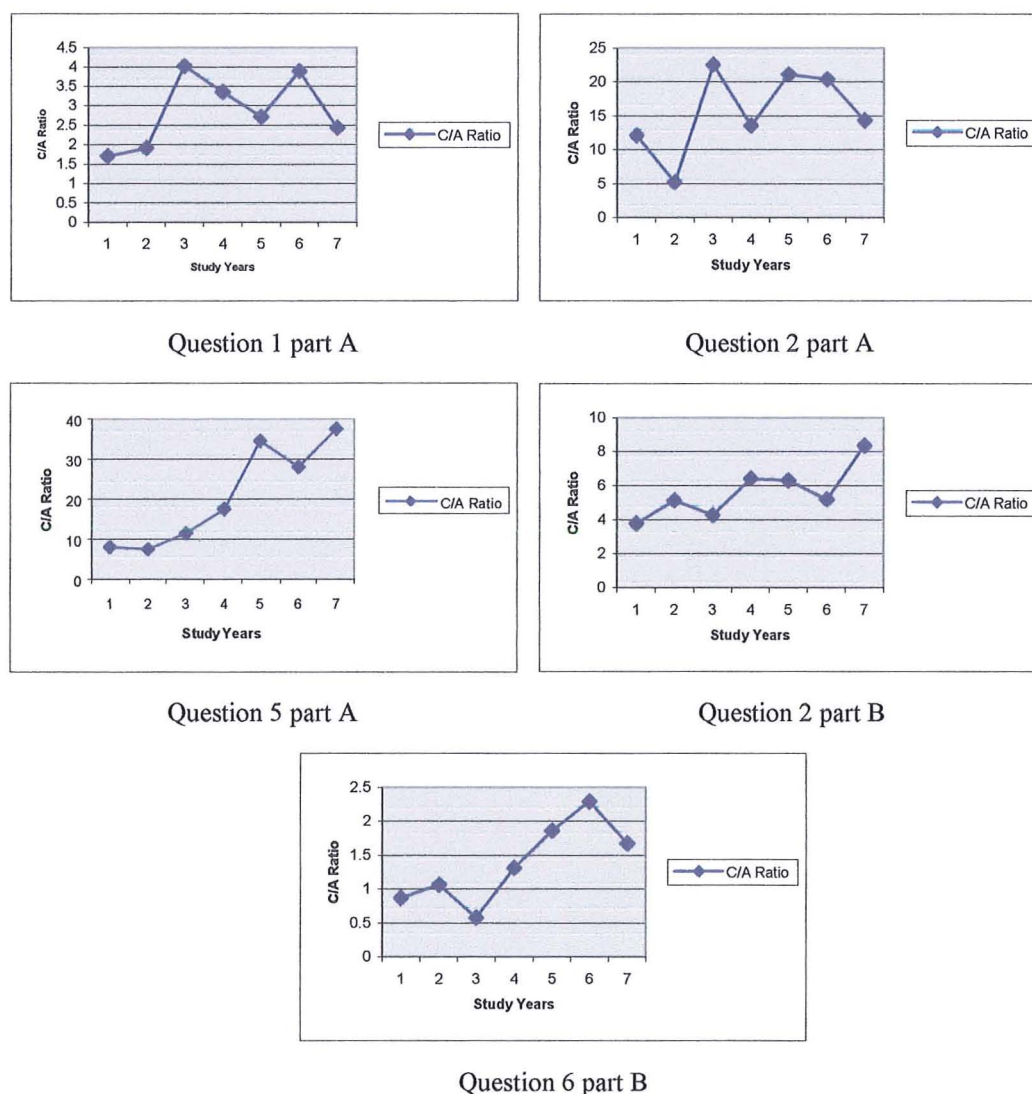 4.5
4
3.5
3
2.5
2
1.5
1
0.5
0
C/A Ratio
1 2 3 4 5 6 7
Study Years
C/A Ratio
Question 1 part A
25
20
15
10
5
0
C/A Ratio
1 2 3 4 5 6 7
Study Years
C/A Ratio
Question 2 part A
40
30
20
10
0
C/A Ratio
1 2 3 4 5 6 7
Study Years
C/A Ratio
Question 5 part A
10
8
6
4
2
0
C/A Ratio
1 2 3 4 5 6 7
Study Years
C/A Ratio
Question 2 part B
2.5
2
1.5
1
0.5
0
C/A Ratio
1 2 3 4 5 6 7
Study Years
C/A Ratio
Question 6 part B